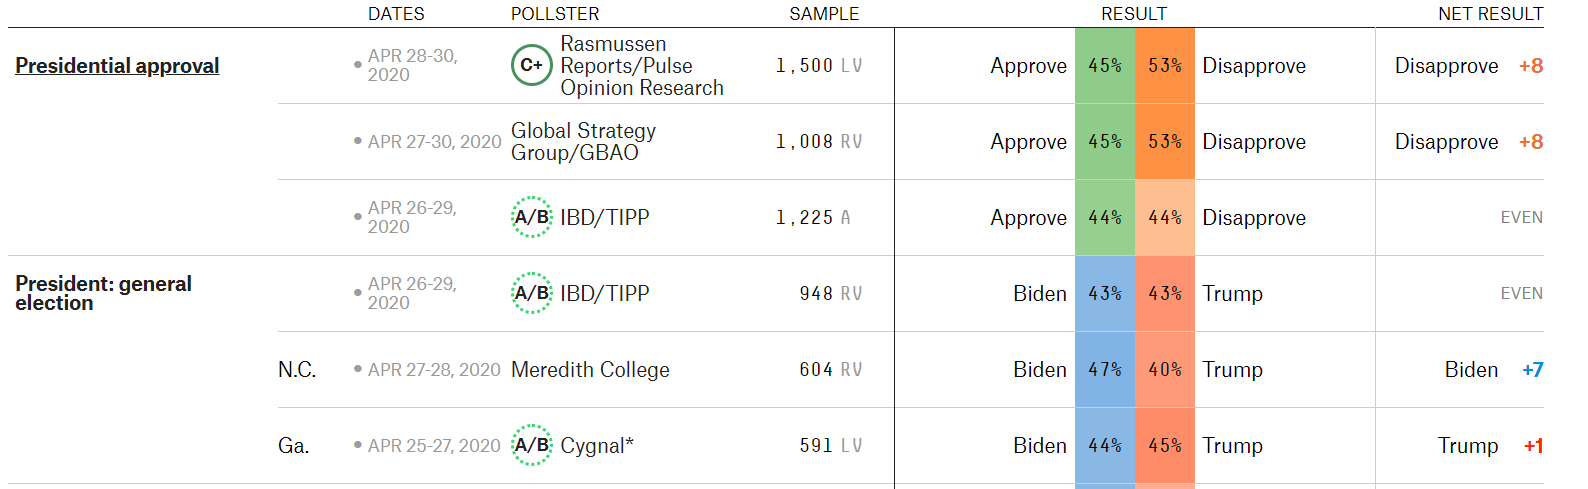 DATES POLLSTER SAMPLE RESULT NET RESULT
Presidential approval • APR 28-30, 2020 C+ Rasmussen Reports/Pulse Opinion Research 1,500 LV Approve 45% 53% Disapprove Disapprove +8
• APR 27-30, 2020 Global Strategy Group/GBAO 1,008 RV Approve 45% 53% Disapprove Disapprove +8
• APR 26-29, 2020 A/B IBD/TIPP 1,225 A Approve 44% 44% Disapprove EVEN
President: general election • APR 26-29, 2020 A/B IBD/TIPP 948 RV Biden 43% 43% Trump EVEN
N.C. • APR 27-28, 2020 Meredith College 604 RV Biden 47% 40% Trump Biden +7
Ga. • APR 25-27, 2020 A/B Cygnal* 591 LV Biden 44% 45% Trump Trump +1